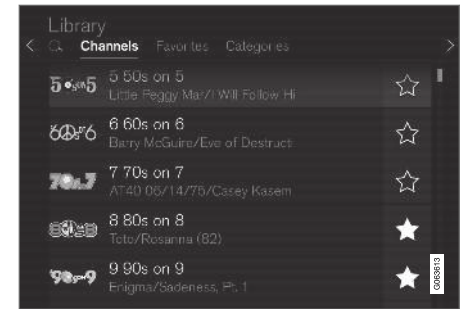 Library
Channels Favorites Categories
5 50s on 5
Little Peggy Mar/I Will Follow Hi
6 60s on 6
Barry McGuire/Eve of Destruct
7 70s on 7
AT40 06/14/75/Casey Kasem
8 80s on 8
Toto/Rosanna (82)
9 90s on 9
Enigma/Sadeness, Pt. 1
G063613